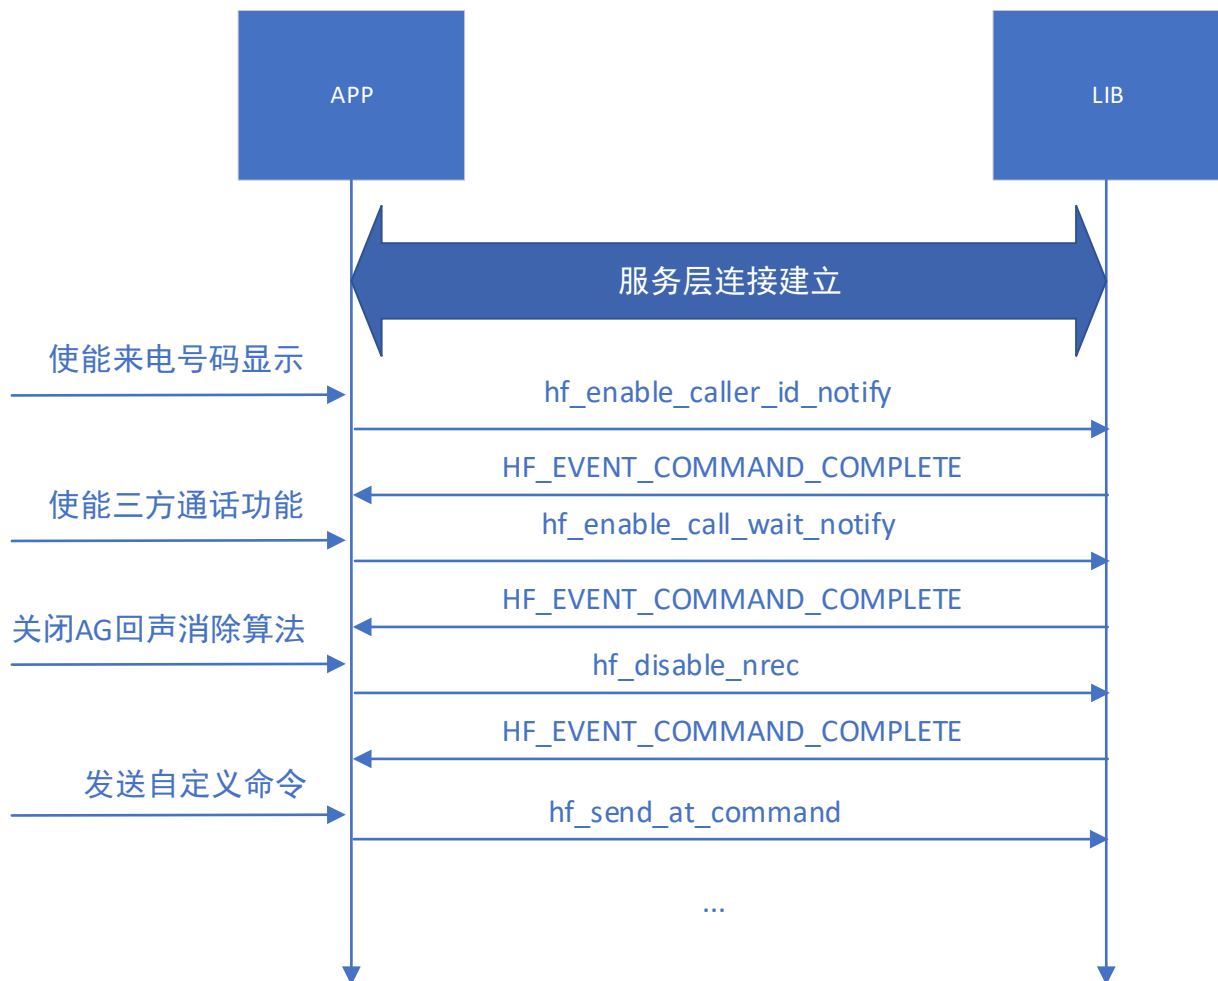 APP
LIB
服务层连接建立
使能来电号码显示
hf_enable_caller_id_notify
HF_EVENT_COMMAND_COMPLETE
使能三方通话功能
hf_enable_call_wait_notify
HF_EVENT_COMMAND_COMPLETE
关闭AG回声消除算法
hf_disable_nrec
HF_EVENT_COMMAND_COMPLETE
发送自定义命令
hf_send_at_command
...